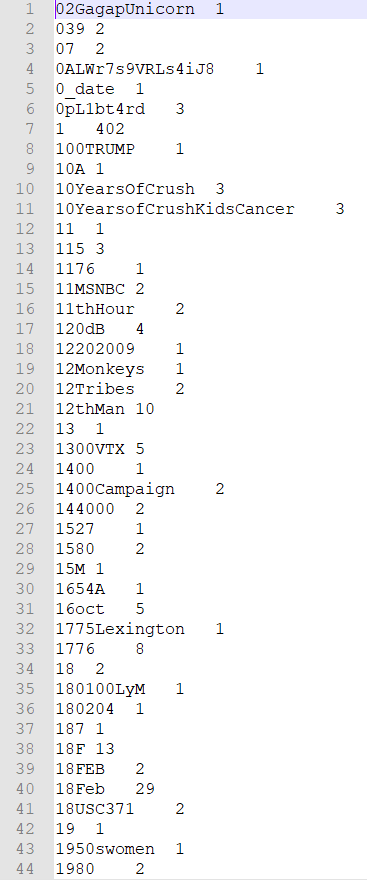 1 02GagapUnicorn 1
2 039 2
3 07 2
4 0ALWr7s9VRLs4iJ8 1
5 0_date 1
6 0pL1bt4rd 3
7 1 402
8 100TRUMP 1
9 10A 1
10 10YearsOfCrush 3
11 10YearsofCrushKidsCancer 3
12 11 1
13 115 3
14 1176 1
15 11MSNBC 2
16 11thHour 2
17 120dB 4
18 12202009 1
19 12Monkeys 1
20 12Tribes 2
21 12thMan 10
22 13 1
23 1300VTX 5
24 1400 1
25 1400Campaign 2
26 144000 2
27 1527 1
28 1580 2
29 15M 1
30 1654A 1
31 16oct 5
32 1775Lexington 1
33 1776 8
34 18 2
35 180100LyM 1
36 180204 1
37 187 1
38 18F 13
39 18FEB 2
40 18Feb 29
41 18USC371 2
42 19 1
43 1950swomen 1
44 1980 2